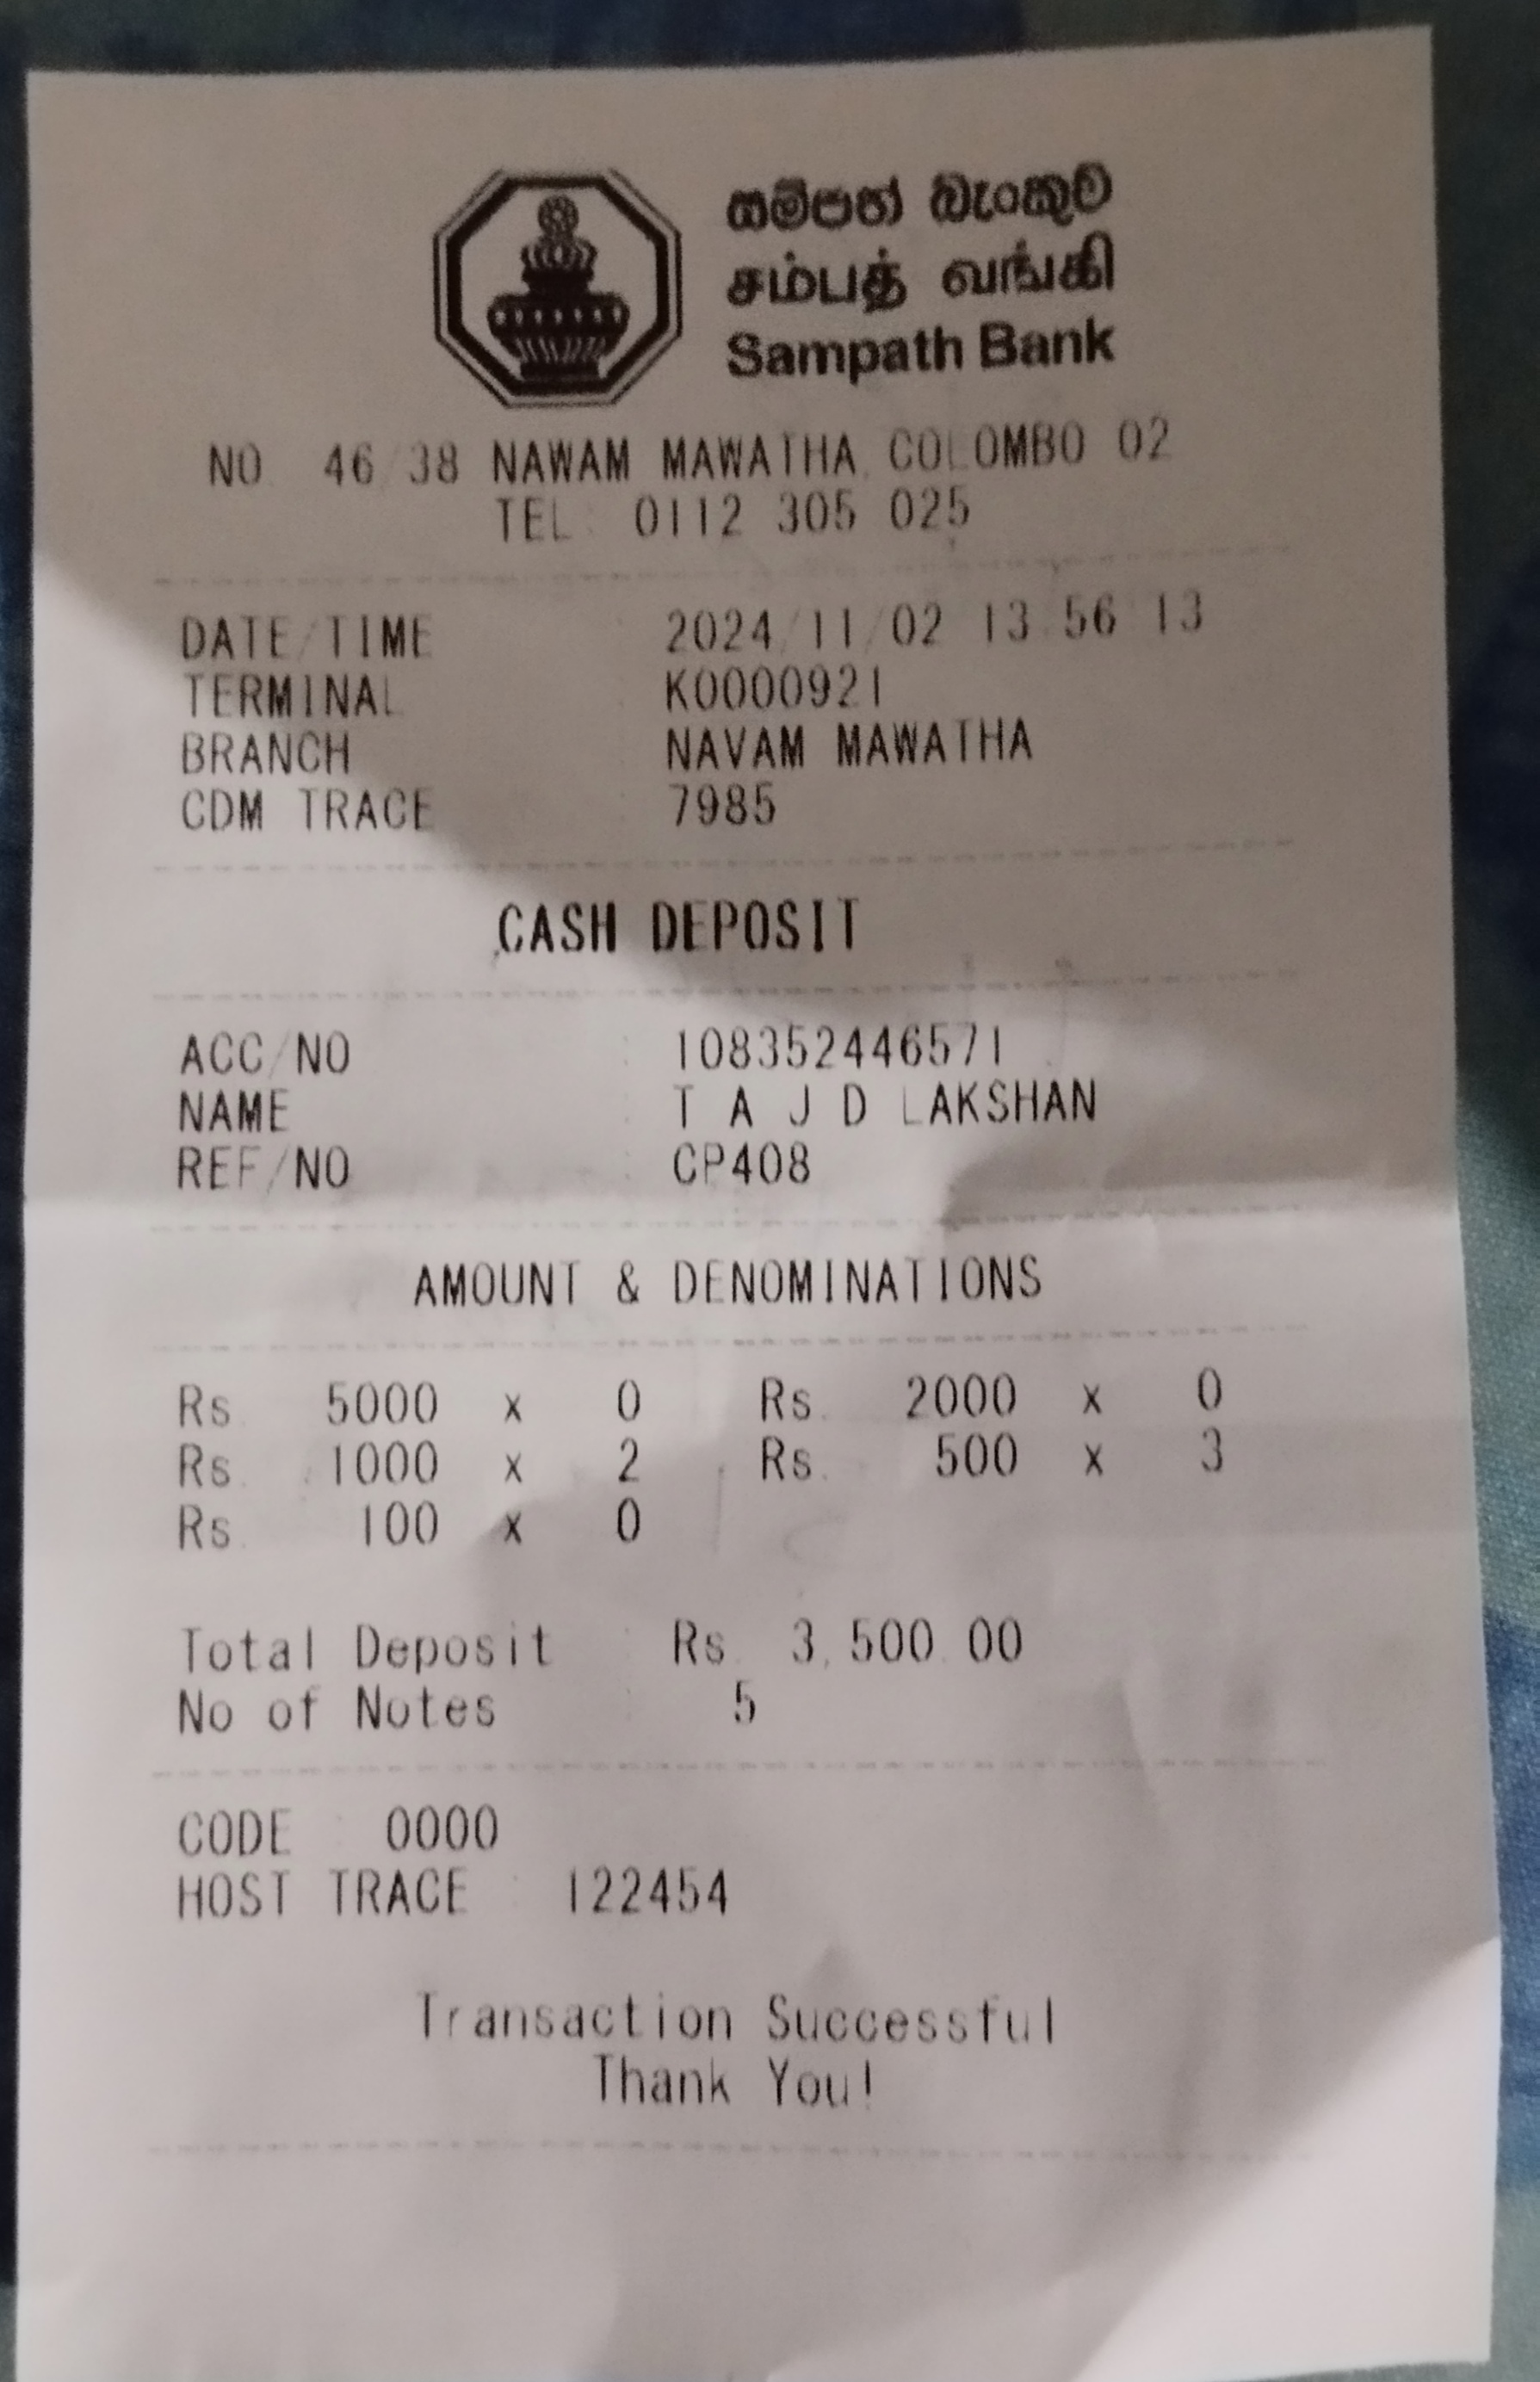 සම්පත් බැංකුව
சம்பத் வங்கி
Sampath Bank
NO. 46/38 NAWAM MAWATHA, COLOMBO 02
TEL: 0112 305 025
DATE/TIME : 2024/11/02 13:56:13
TERMINAL : K0000921
BRANCH : NAVAM MAWATHA
CDM TRACE : 7985
CASH DEPOSIT
ACC/NO : 108352446571
NAME : T A J D LAKSHAN
REF/NO : CP408
AMOUNT & DENOMINATIONS
Rs. 5000 x 0 Rs. 2000 x 0
Rs. 1000 x 2 Rs. 500 x 3
Rs. 100 x 0
Total Deposit : Rs. 3,500.00
No of Notes : 5
CODE : 0000
HOST TRACE : 122454
Transaction Successful
Thank You!